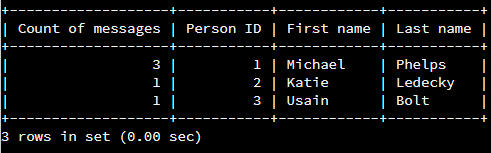 | Count of messages | Person ID | First name | Last name |
| 3 | 1 | Michael | Phelps |
| 1 | 2 | Katie | Ledecky |
| 1 | 3 | Usain | Bolt |
3 rows in set (0.00 sec)